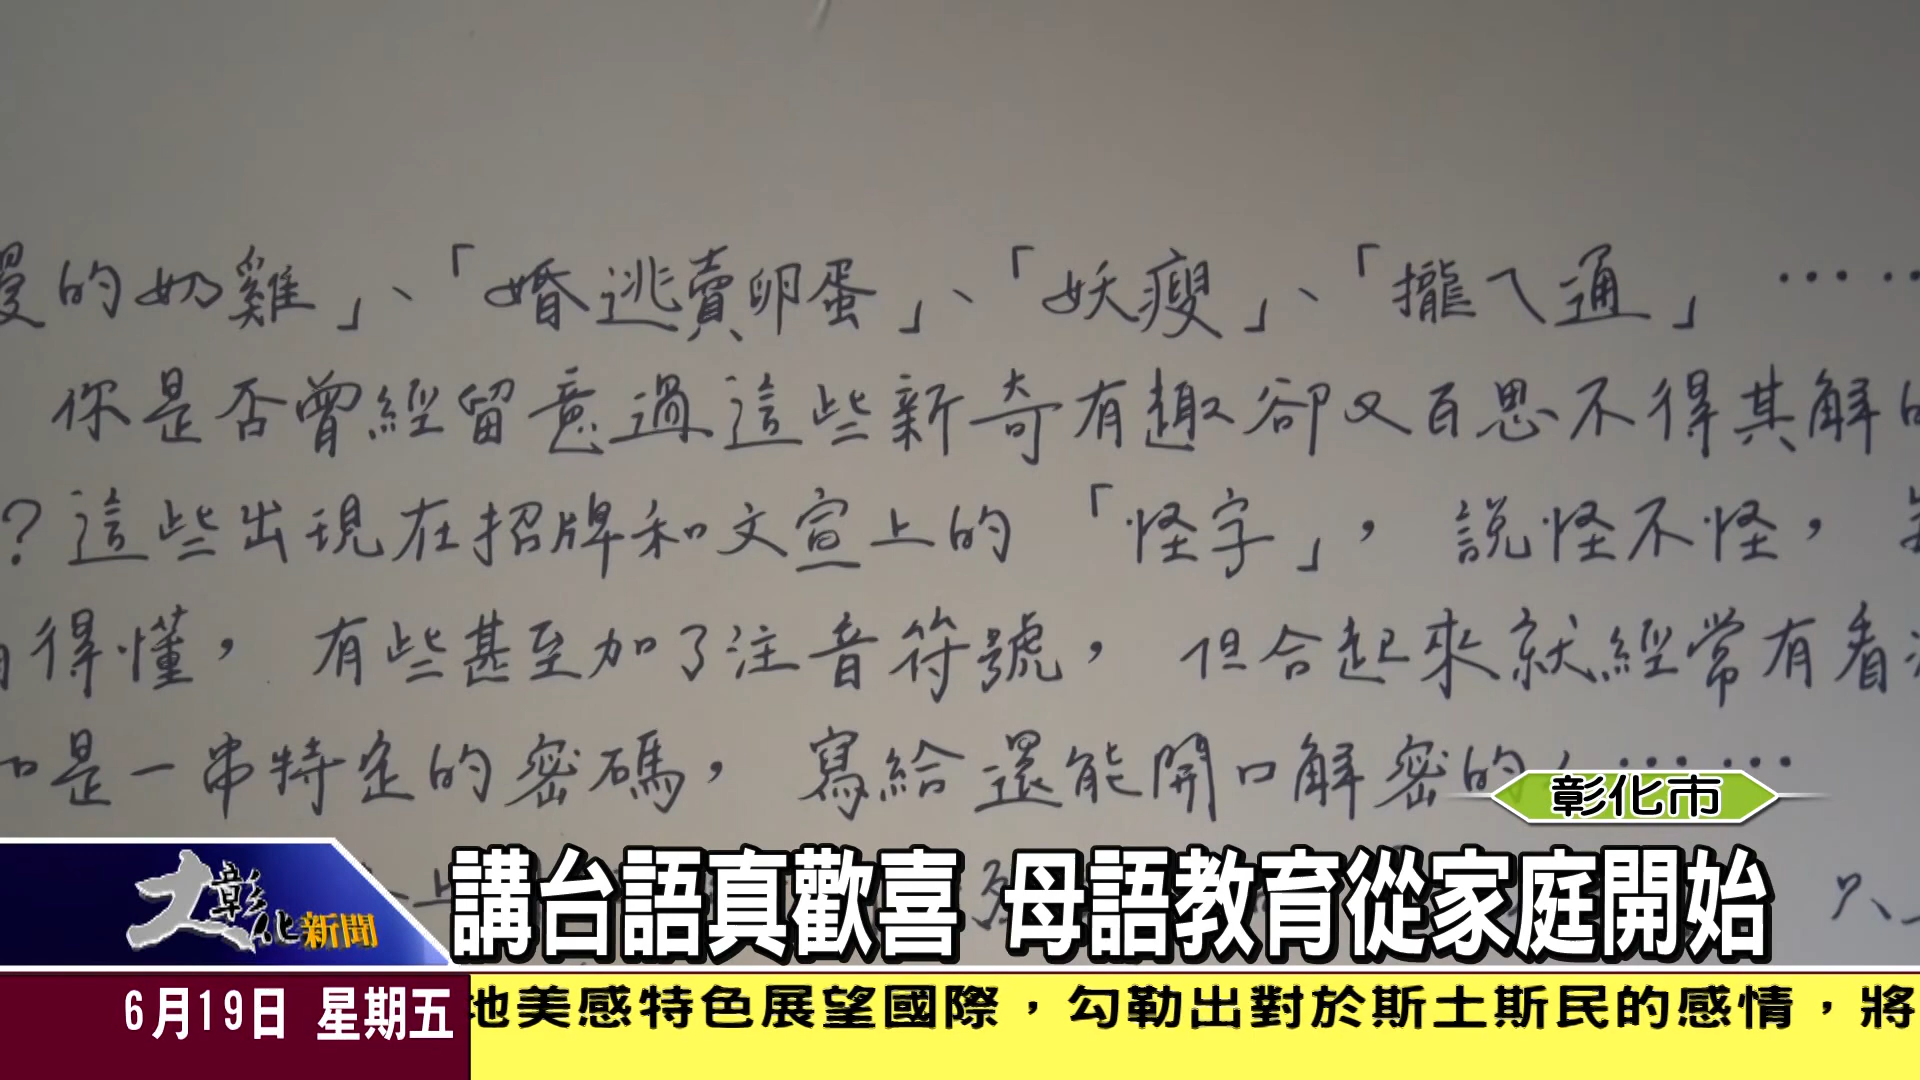 的奶雞」、「婚逃賣卵蛋」、「妖瘦」、「攏ㄟ通」……
你是否曾經留意過這些新奇有趣卻又百思不得其解的
?這些出現在招牌和文宣上的「怪字」,說怪不怪,
得懂,有些甚至加了注音符號,但合起來就經常有看
是一串特定的密碼,寫給還能開口解密的,……
彰化市
大彰化新聞
講台語真歡喜 母語教育從家庭開始
只
6月19日 星期五
地美感特色展望國際,勾勒出對於斯土斯民的感情,將